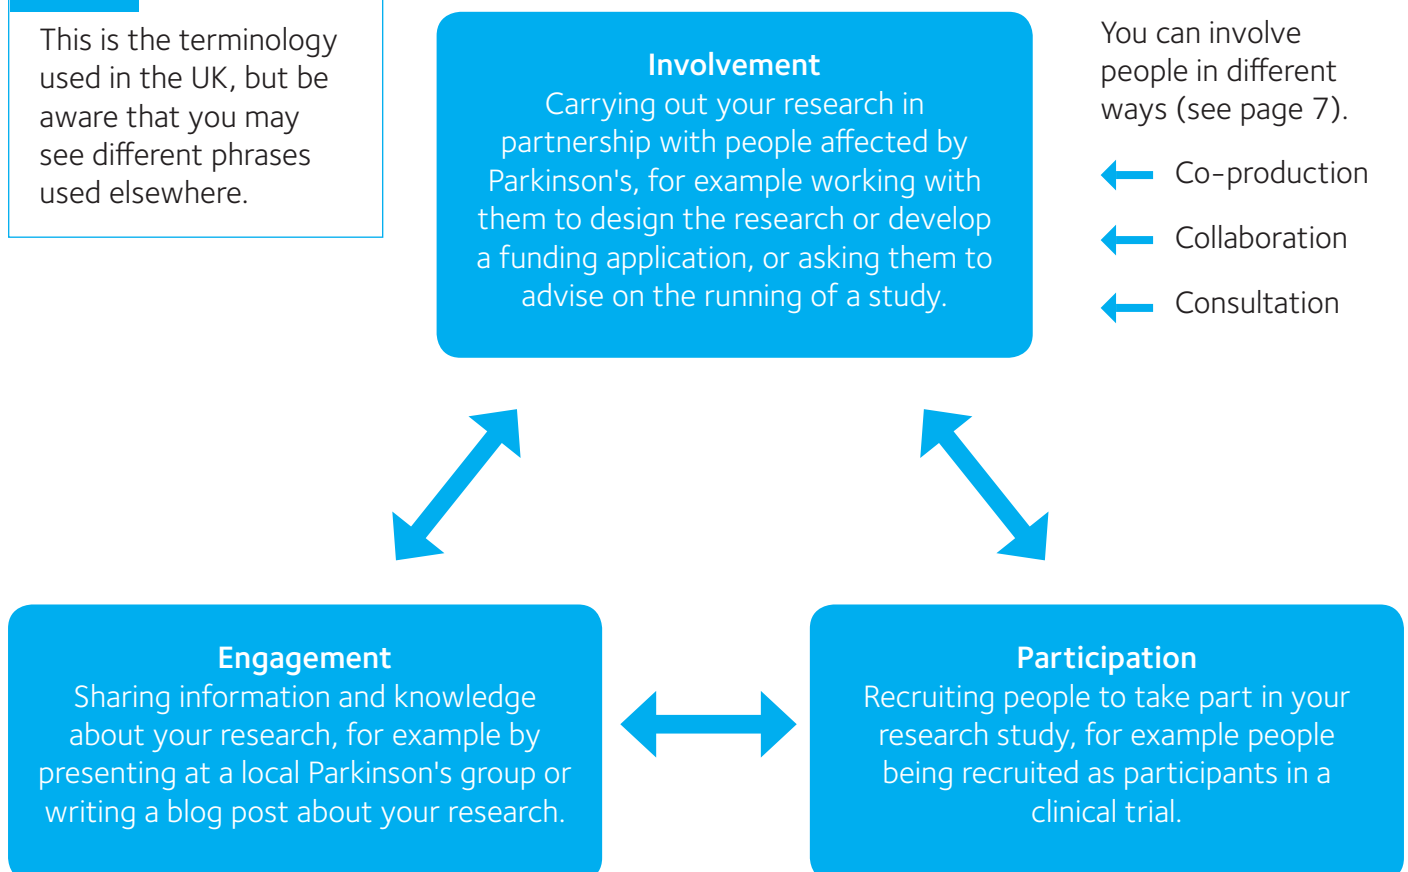 This is the terminology
used in the UK, but be
aware that you may
see different phrases
used elsewhere.
Involvement
Carrying out your research in
partnership with people affected by
Parkinson's, for example working with
them to design the research or develop
a funding application, or asking them to
advise on the running of a study.
You can involve
people in different
ways (see page 7).
Co-production
Collaboration
Consultation
Engagement
Sharing information and knowledge
about your research, for example by
presenting at a local Parkinson's group or
writing a blog post about your research.
Participation
Recruiting people to take part in your
research study, for example people
being recruited as participants in a
clinical trial.